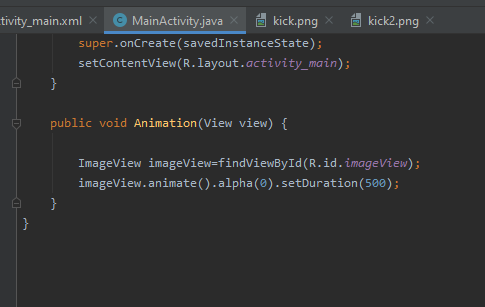 ctivity_main.xml MainActivity.java kick.png kick2.png
super.onCreate(savedInstanceState);
setContentView(R.layout.activity_main);
}
public void Animation(View view) {
ImageView imageView=findViewById(R.id.imageView);
imageView.animate().alpha(0).setDuration(500);
}
}